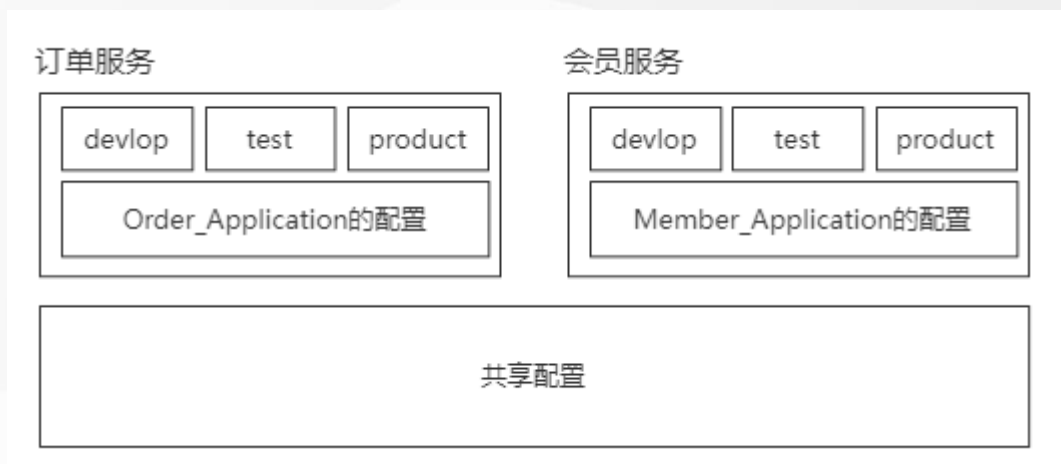 订单服务
会员服务
devlop
test
product
devlop
test
product
Order_Application的配置
Member_Application的配置
共享配置